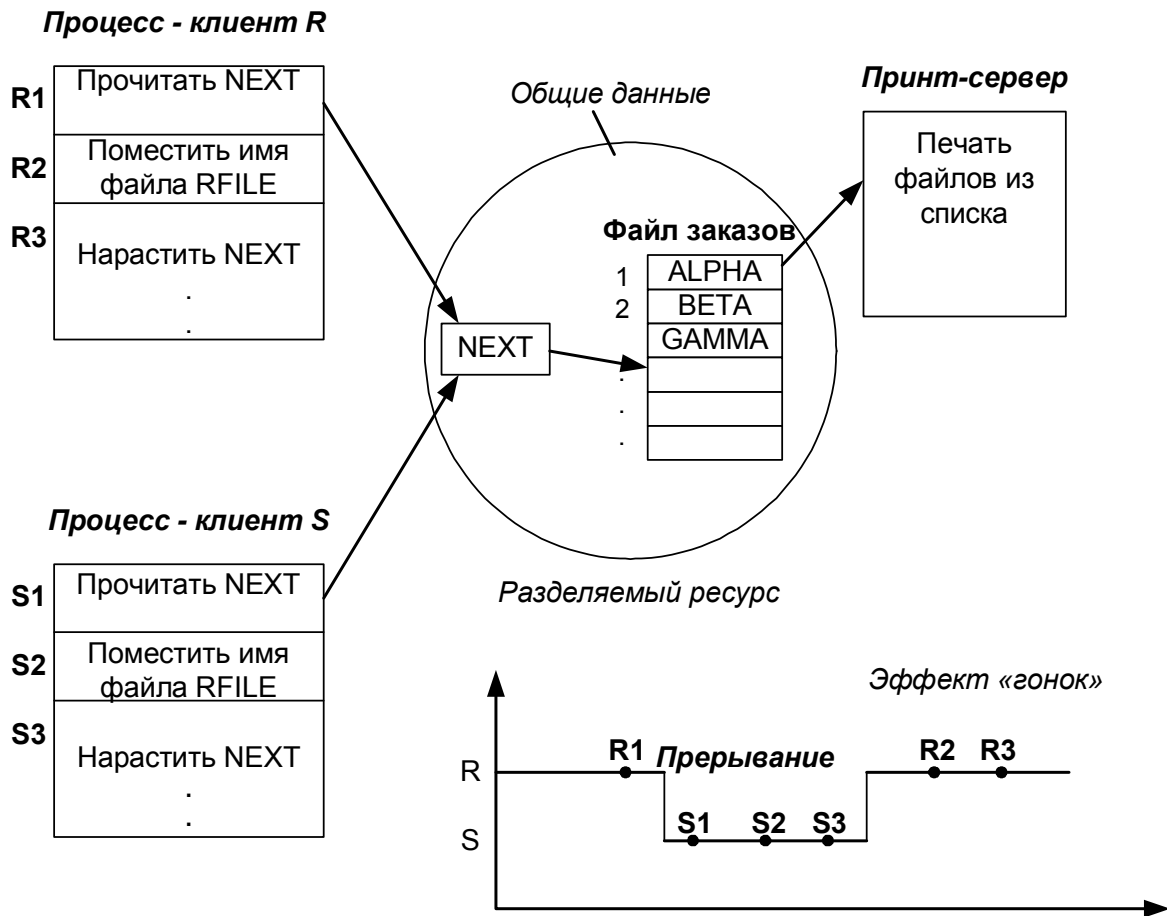 Процесс - клиент R
R1
Прочитать NEXT
R2
Поместить имя
файла RFILE
R3
Нарастить NEXT
.
.
Общие данные
Файл заказов
1
ALPHA
2
BETA
GAMMA
.
.
.
NEXT
Принт-сервер
Печать
файлов из
списка
Процесс - клиент S
S1
Прочитать NEXT
S2
Поместить имя
файла RFILE
S3
Нарастить NEXT
.
.
Разделяемый ресурс
Эффект «гонок»
R
R1
Прерывание
R2
R3
S
S1
S2
S3